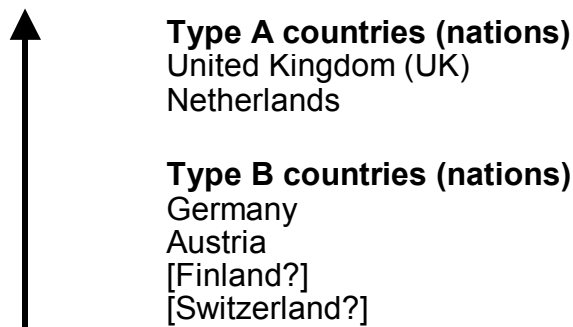 Type A countries (nations)
United Kingdom (UK)
Netherlands
Type B countries (nations)
Germany
Austria
[Finland?]
[Switzerland?]